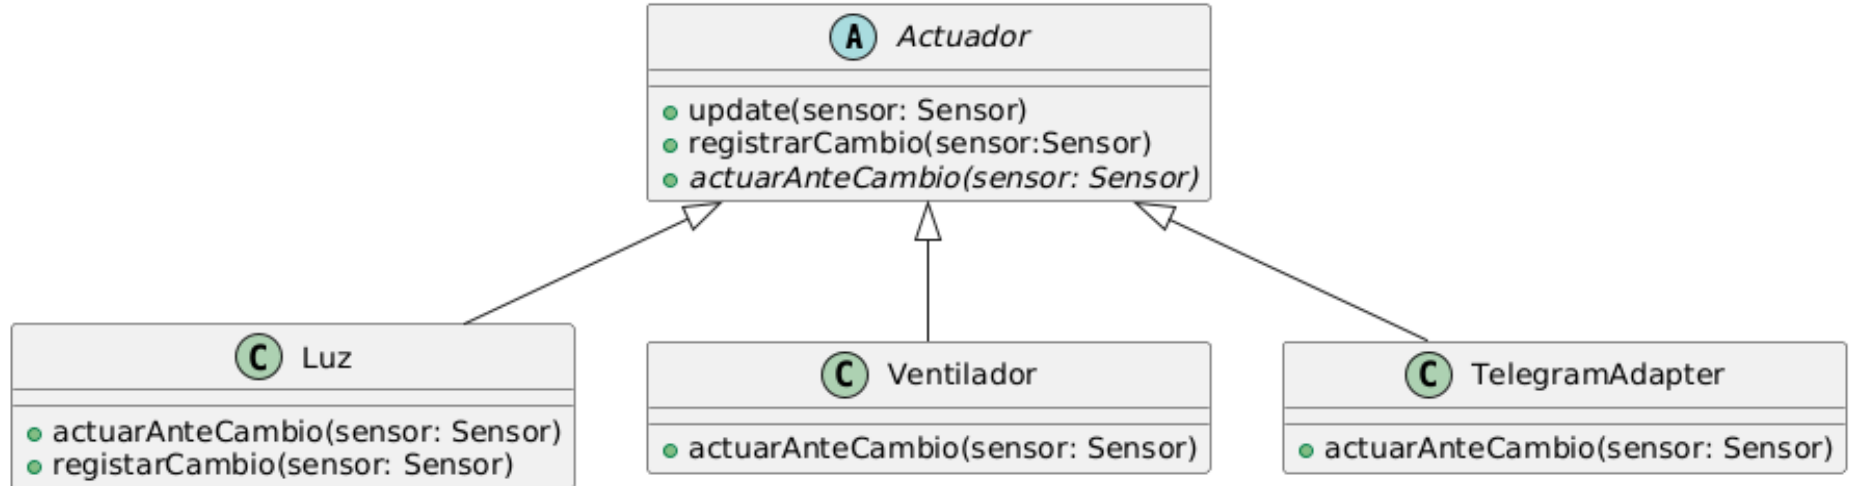 A Actuador
update(sensor: Sensor)
registrarCambio(sensor:Sensor)
actuarAnteCambio(sensor: Sensor)
C Luz
actuarAnteCambio(sensor: Sensor)
registarCambio(sensor: Sensor)
C Ventilador
actuarAnteCambio(sensor: Sensor)
C TelegramAdapter
actuarAnteCambio(sensor: Sensor)